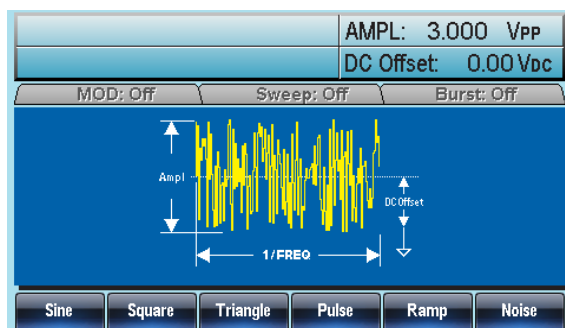 AMPL: 3.000 VPP
DC Offset: 0.00 VDC
MOD: Off Sweep: Off Burst: Off
Ampl
DC Offset
1/FREQ
Sine Square Triangle Pulse Ramp Noise